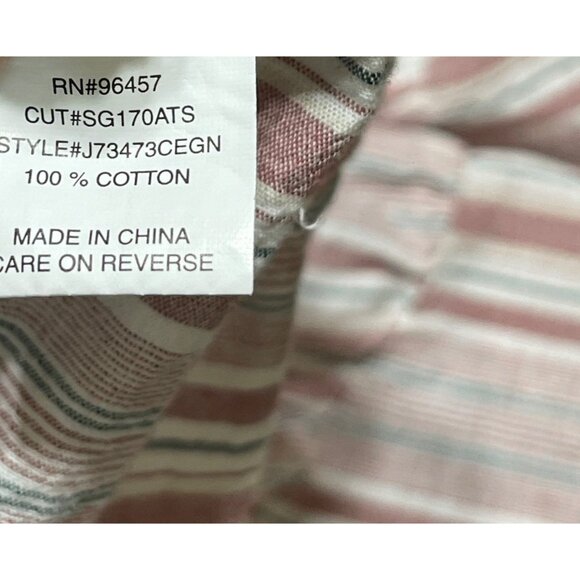 RN#96457
CUT#SG170ATS
STYLE#J73473CEGN
100 % COTTON
MADE IN CHINA
CARE ON REVERSE